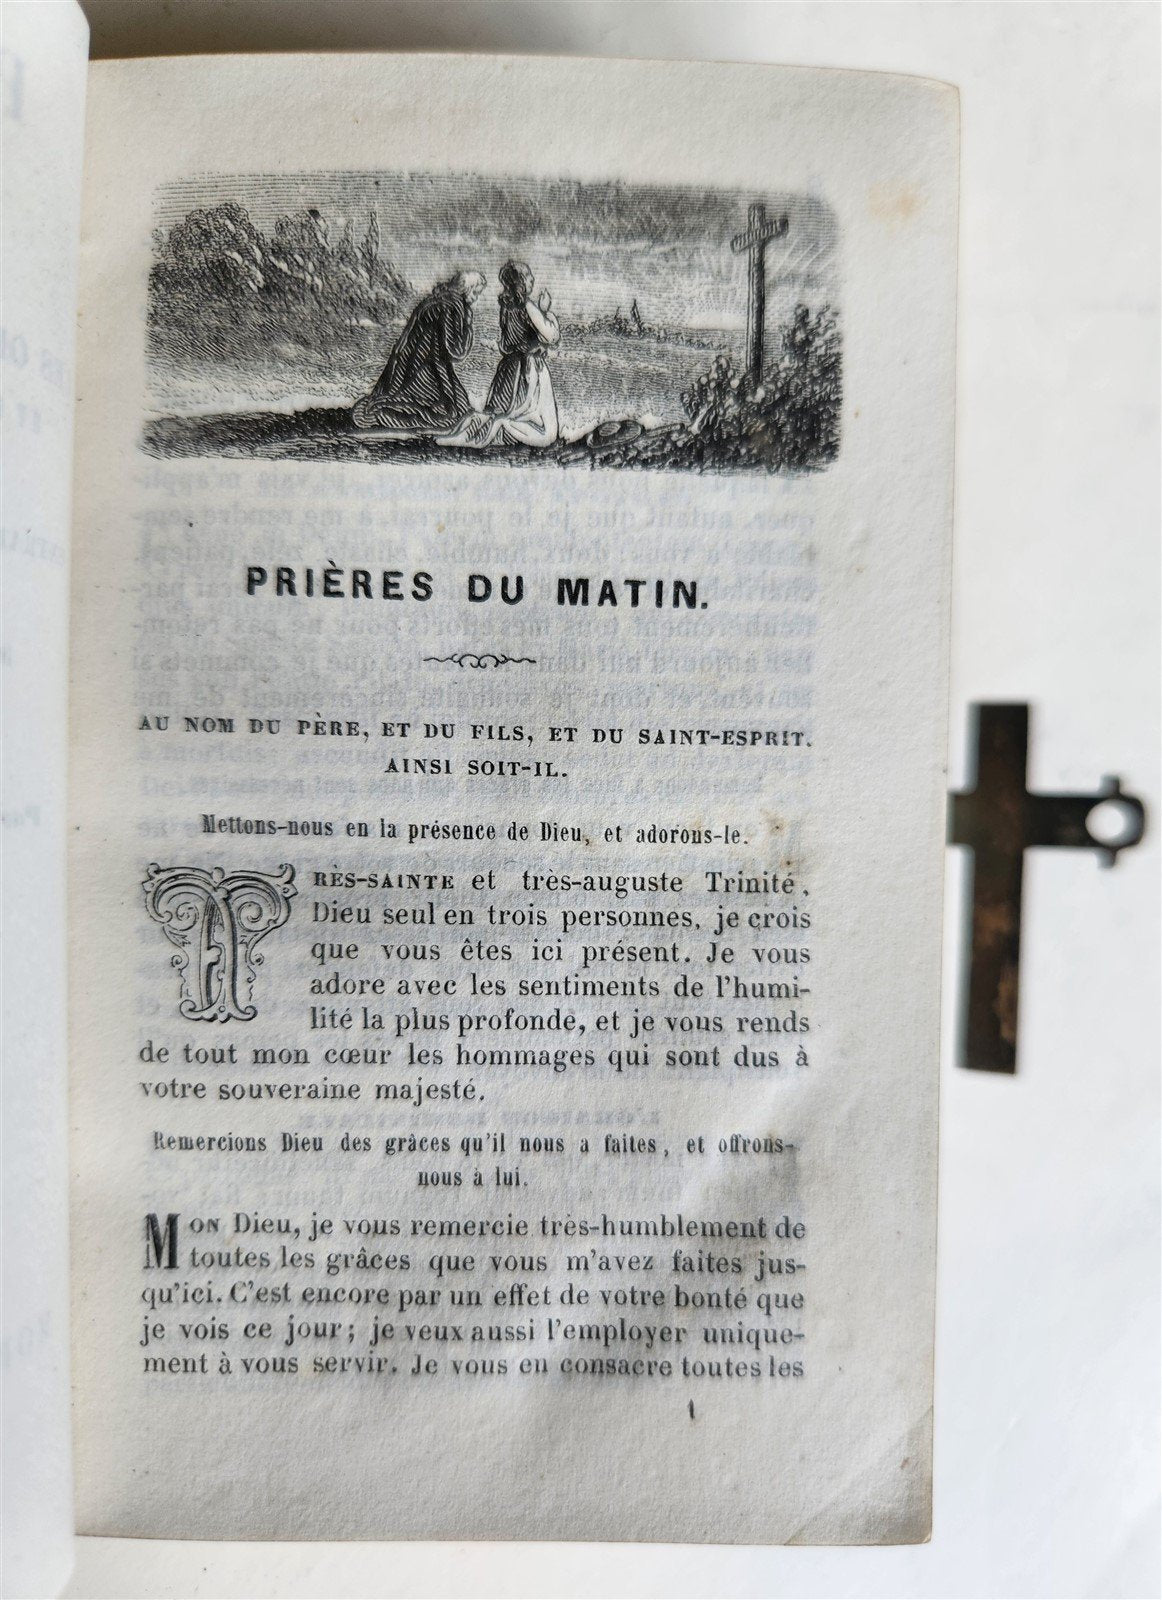 PRIÈRES DU MATIN.
AU NOM DU PÈRE, ET DU FILS, ET DU SAINT-ESPRIT.
AINSI SOIT-IL.
Mettons-nous en la présence de Dieu, et adorons-le.
TRES-SAINTE et très-auguste Trinité,
Dieu seul en trois personnes, je crois
que vous êtes ici présent. Je vous
adore avec les sentiments de l'humi-
lité la plus profonde, et je vous rends
de tout mon cœur les hommages qui sont dus à
votre souveraine majesté.
Remercions Dieu des grâces qu'il nous a faites, et offrons-
nous à lui.
MON Dieu, je vous remercie très-humblement de
toutes les grâces que vous m'avez faites jus-
qu'ici. C'est encore par un effet de votre bonté que
je vois ce jour; je veux aussi l'employer unique-
ment à vous servir. Je vous en consacre toutes les
1